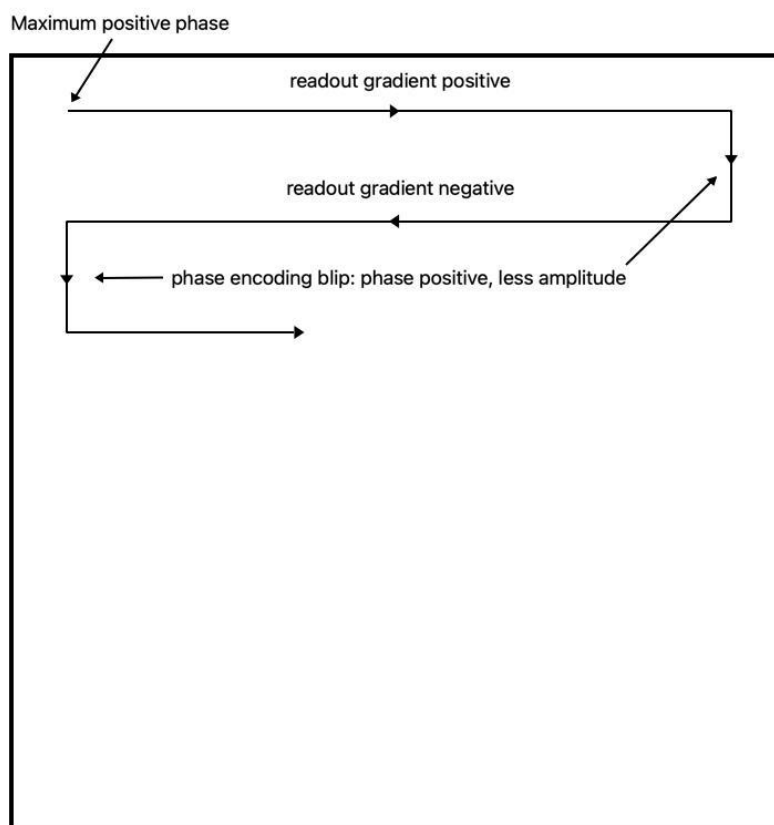 Maximum positive phase
readout gradient positive
readout gradient negative
phase encoding blip: phase positive, less amplitude